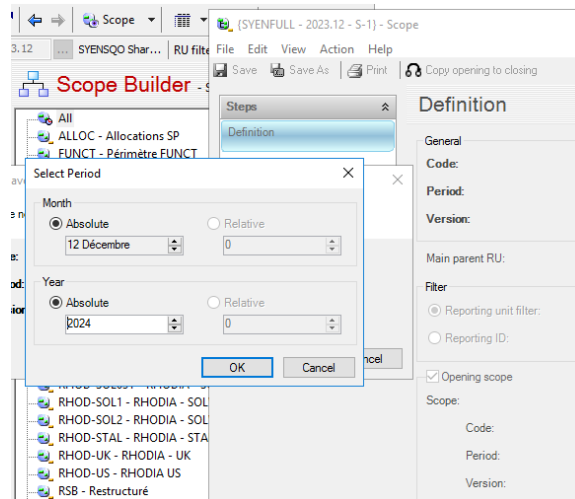 Scope
{SYENFULL - 2023.12 - S-1} - Scope
3.12 ... SYENSQO Shar... RU filte
File Edit View Action Help
Save Save As Print Copy opening to closing
Scope Builder - S
Steps
Definition
Definition
All
ALLOC - Allocations SP
FUNCT - Périmètre FUNCT
General
Code:
Period:
Version:
Main parent RU:
Filter
Reporting unit filter:
Reporting ID:
Opening scope
Scope:
Code:
Period:
Version:
Select Period
Month
Absolute
Relative
12 Décembre
0
Year
Absolute
Relative
2024
0
OK
Cancel
ncel
RHOD-SOL1 - RHODIA - SOL
RHOD-SOL2 - RHODIA - SOL
RHOD-STAL - RHODIA - STA
RHOD-UK - RHODIA - UK
RHOD-US - RHODIA US
RSB - Restructuré